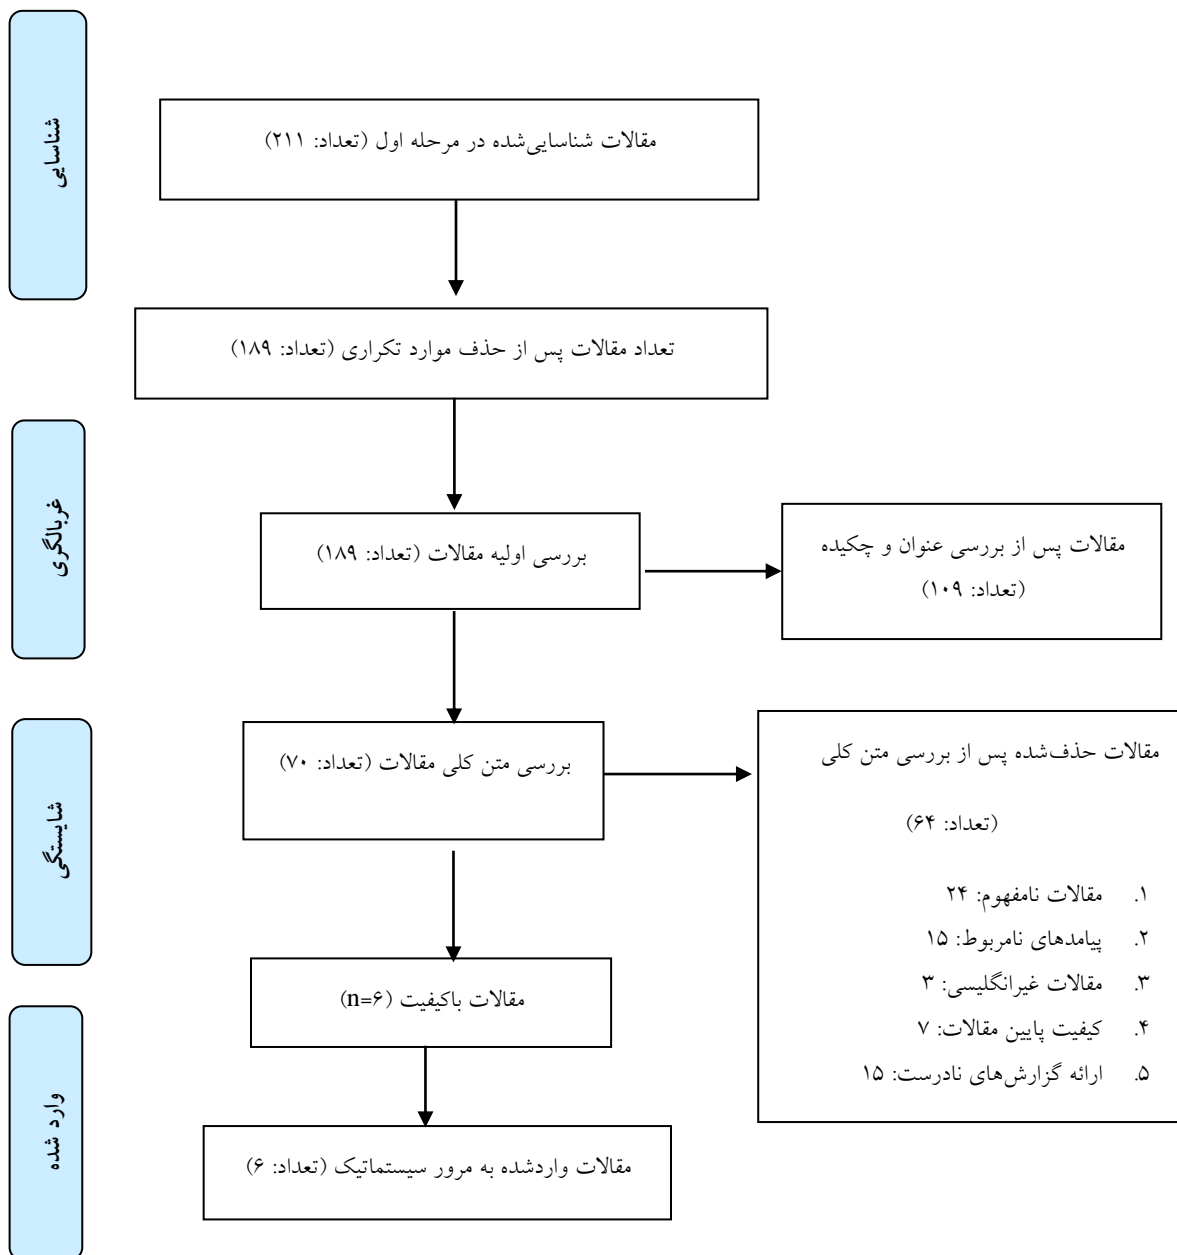 شناسایی
مقالات شناسایی‌شده در مرحله اول (تعداد: ۲۱۱)
تعداد مقالات پس از حذف موارد تکراری (تعداد: ۱۸۹)
غربالگری
بررسی اولیه مقالات (تعداد: ۱۸۹)
مقالات پس از بررسی عنوان و چکیده
(تعداد: ۱۰۹)
شایستگی
بررسی متن کلی مقالات (تعداد: ۷۰)
مقالات حذف‌شده پس از بررسی متن کلی
(تعداد: ۶۴)
۱. مقالات نامفهوم: ۲۴
۲. پیامدهای نامربوط: ۱۵
۳. مقالات غیرانگلیسی: ۳
۴. کیفیت پایین مقالات: ۷
۵. ارائه گزارش‌های نادرست: ۱۵
مقالات باکیفیت (n=۶)
وارد شده
مقالات واردشده به مرور سیستماتیک (تعداد: ۶)